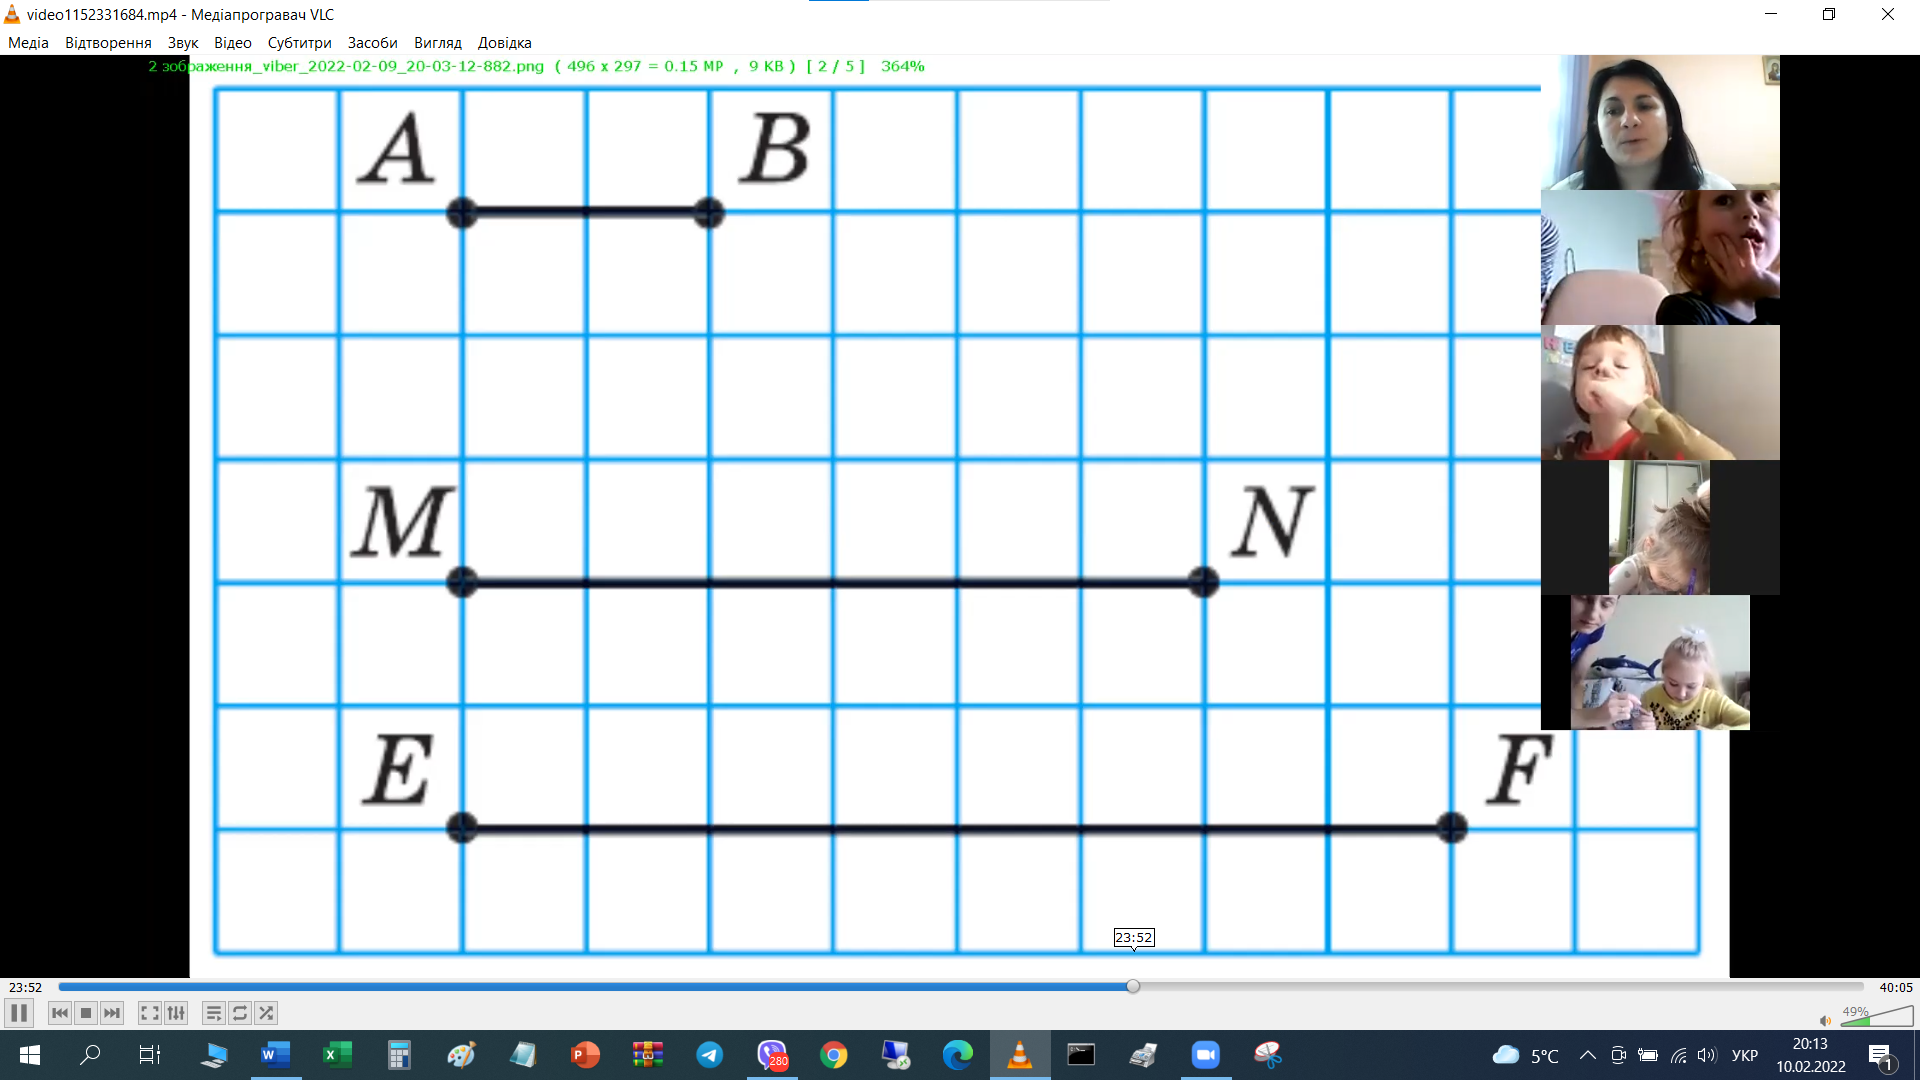 video1152331684.mp4 - Медіапрогравач VLC
Медіа Відтворення Звук Відео Субтитри Засоби Вигляд Довідка
2 зображення_viber_2022-02-09_20-03-12-882.png ( 496 x 297 = 0.15 MP , 9 KB ) [ 2 / 5 ] 364%
A B
M N
E F
23:52
23:52 40:05
49%
280
5°C УКР 20:13
10.02.2022
1